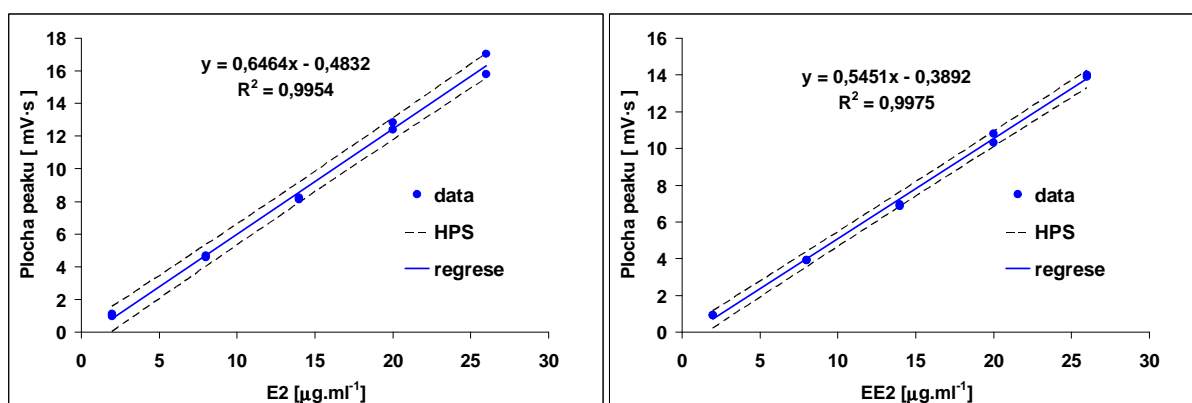 18
16
14
12
10
8
6
4
2
0
Plocha peaku [ mV·s ]
y = 0,6464x - 0,4832
R² = 0,9954
data
HPS
regrese
0 5 10 15 20 25 30
E2 [μg.ml⁻¹]
16
14
12
10
8
6
4
2
0
Plocha peaku [ mV·s ]
y = 0,5451x - 0,3892
R² = 0,9975
data
HPS
regrese
0 5 10 15 20 25 30
EE2 [μg.ml⁻¹]